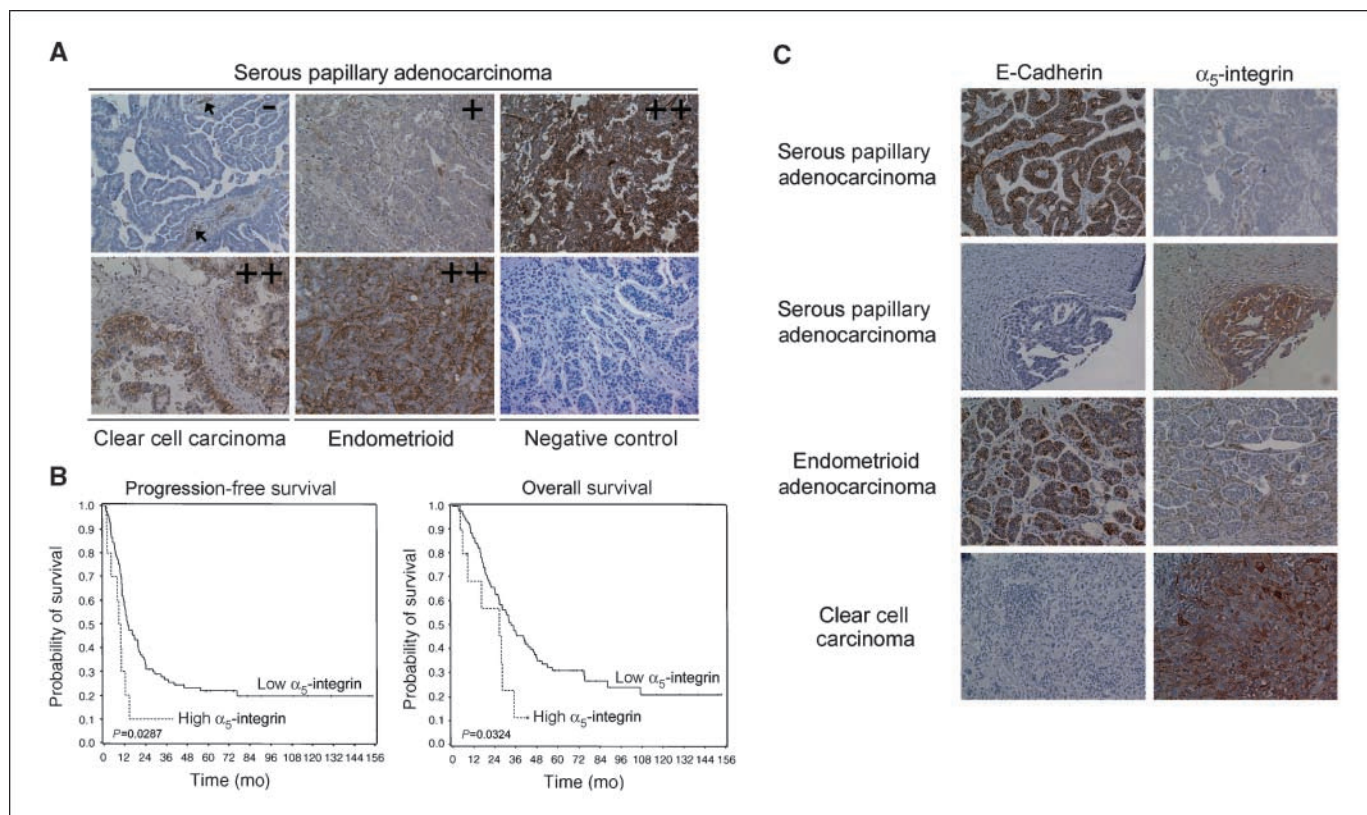 A
Serous papillary adenocarcinoma
- + ++
++ ++
Clear cell carcinoma Endometrioid Negative control
B
Progression-free survival
Probability of survival
1.0
0.9
0.8
0.7
0.6
0.5
0.4
0.3
0.2
0.1
0.0
Low α5-integrin
High α5-integrin
P=0.0287
0 12 24 36 48 60 72 84 96 108 120 132 144 156
Time (mo)
Overall survival
Probability of survival
1.0
0.9
0.8
0.7
0.6
0.5
0.4
0.3
0.2
0.1
0.0
Low α5-integrin
High α5-integrin
P=0.0324
0 12 24 36 48 60 72 84 96 108 120 132 144 156
Time (mo)
C
E-Cadherin α5-integrin
Serous papillary
adenocarcinoma
Serous papillary
adenocarcinoma
Endometrioid
adenocarcinoma
Clear cell
carcinoma